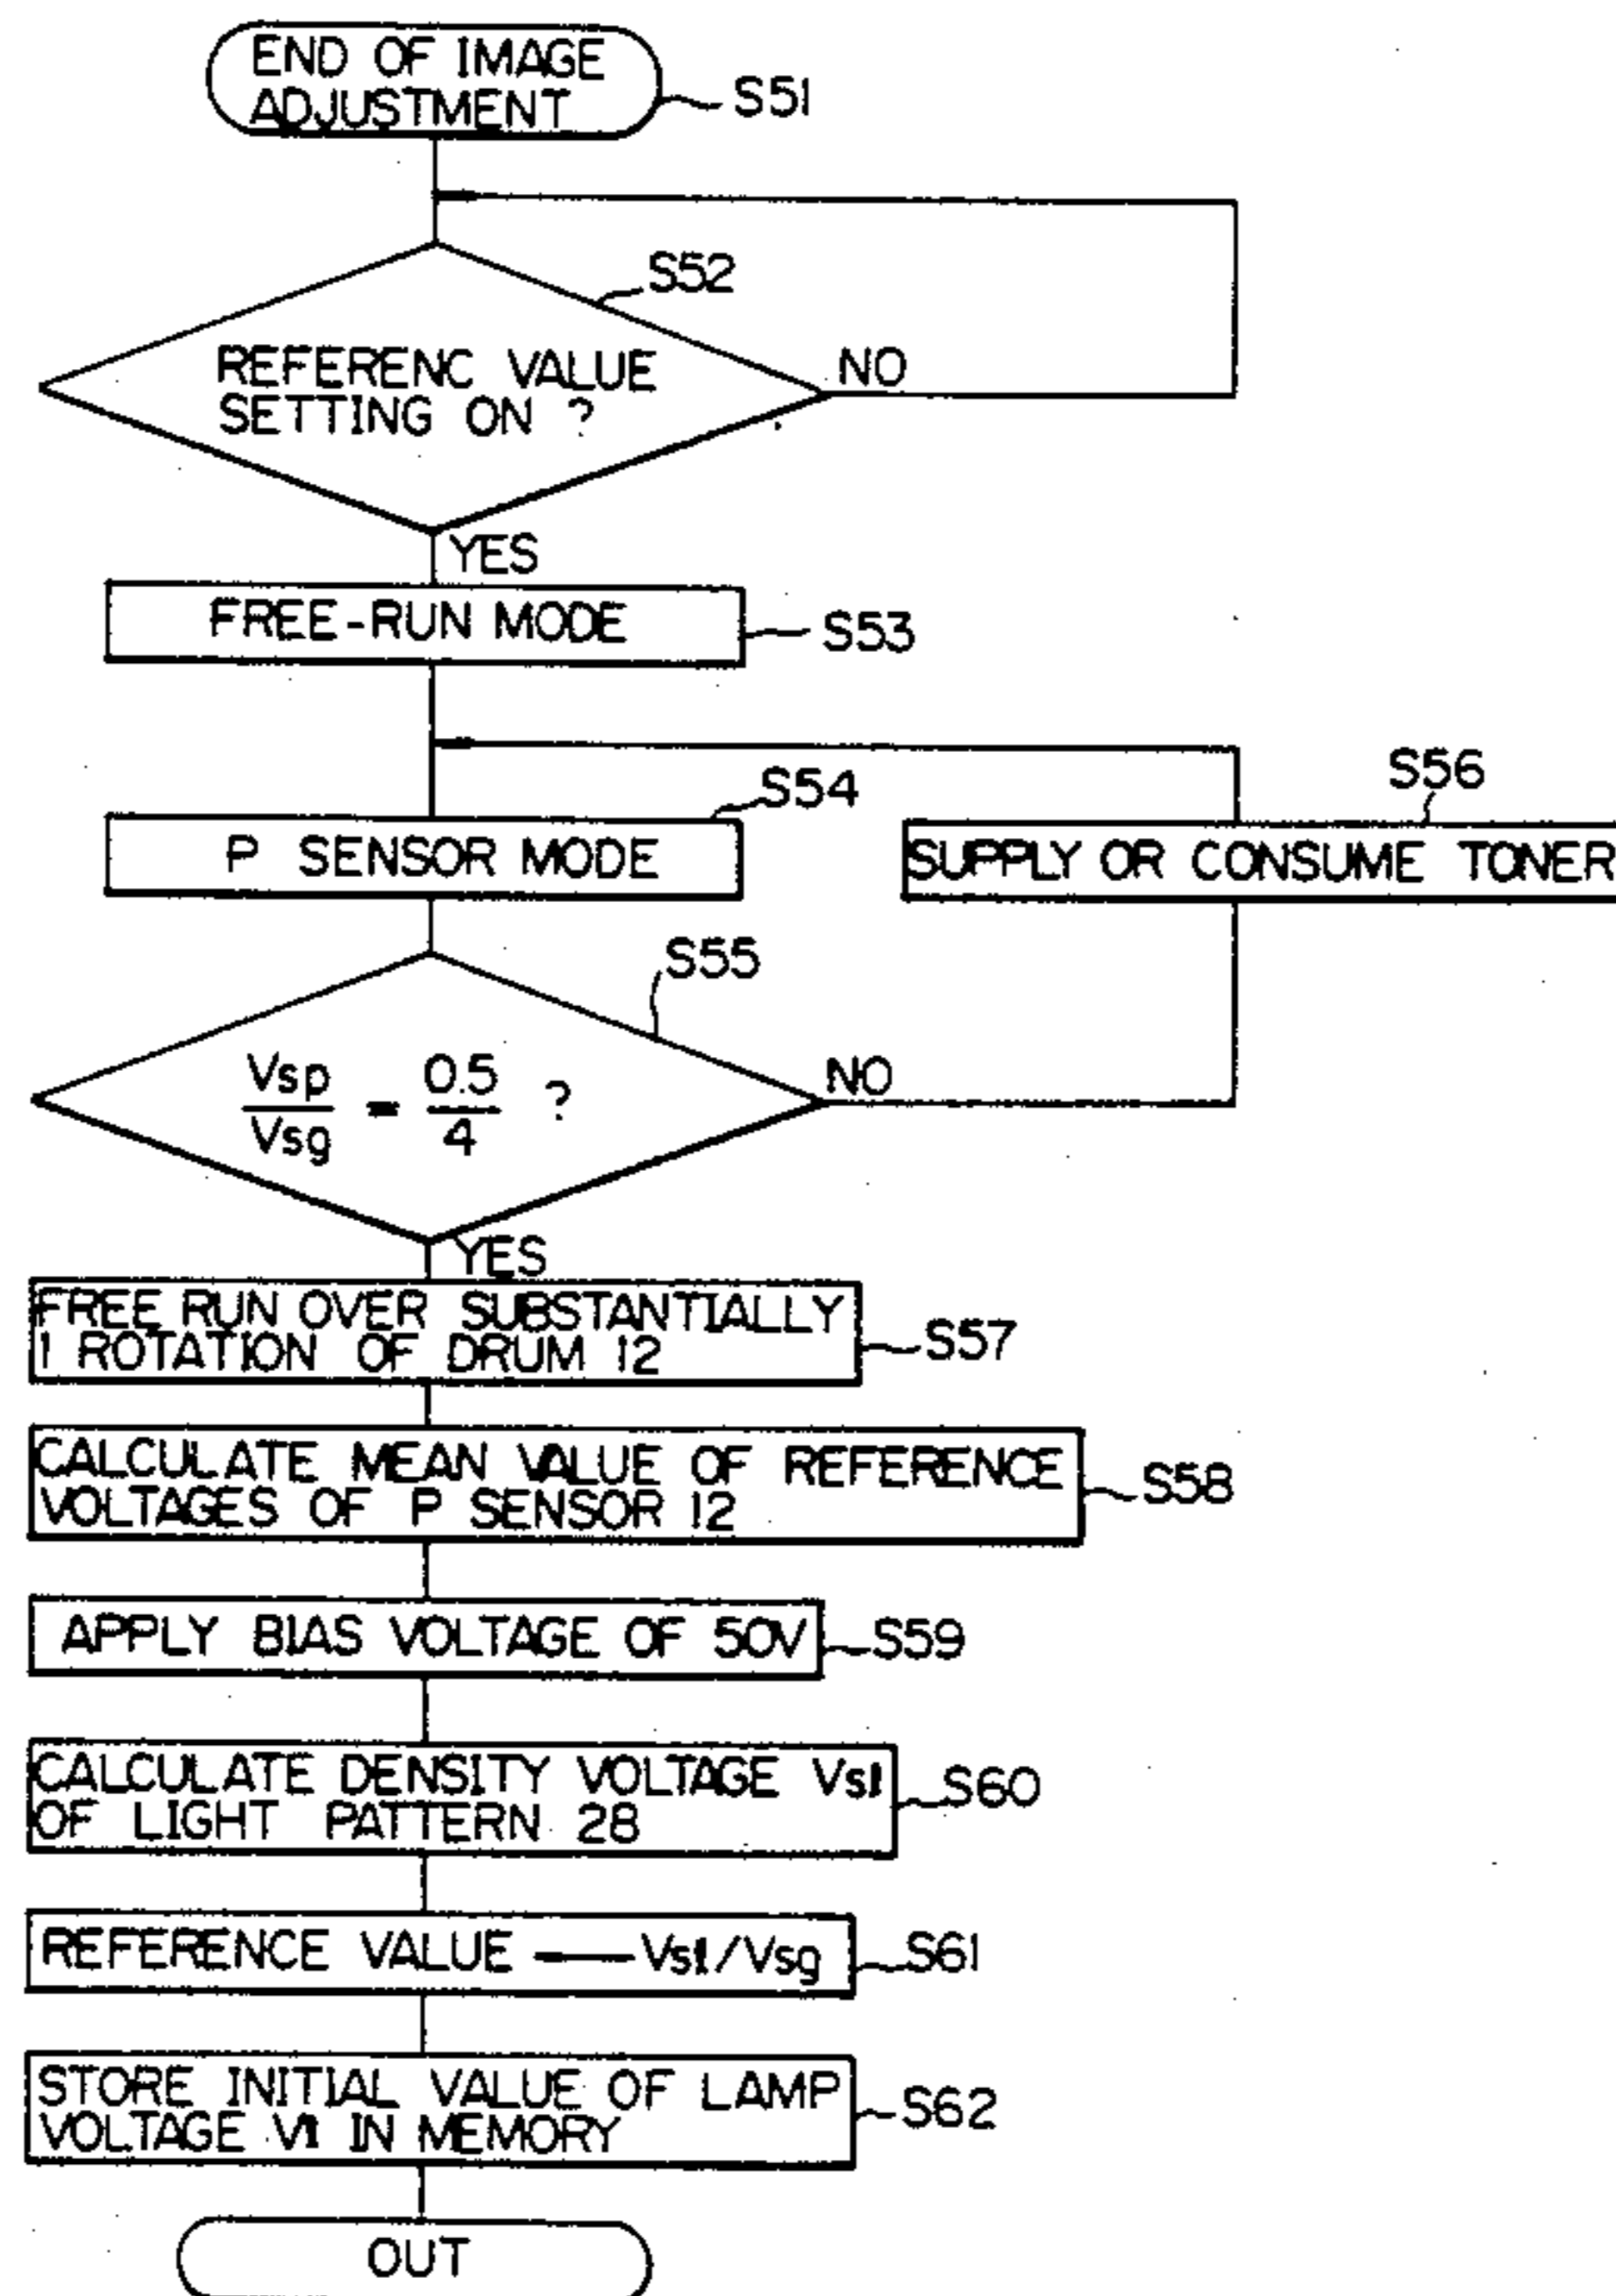 END OF IMAGE
ADJUSTMENT
S51
S52
REFERENC VALUE
SETTING ON ?
NO
YES
FREE-RUN MODE
S53
S54
P SENSOR MODE
S56
SUPPLY OR CONSUME TONER
S55
Vsp/Vsg = 0.5/4 ?
NO
YES
FREE RUN OVER SUBSTANTIALLY
1 ROTATION OF DRUM 12
S57
CALCULATE MEAN VALUE OF REFERENCE
VOLTAGES OF P SENSOR 12
S58
APPLY BIAS VOLTAGE OF 50V
S59
CALCULATE DENSITY VOLTAGE Vsl
OF LIGHT PATTERN 28
S60
REFERENCE VALUE — Vsl/Vsg
S61
STORE INITIAL VALUE OF LAMP
VOLTAGE Vl IN MEMORY
S62
OUT